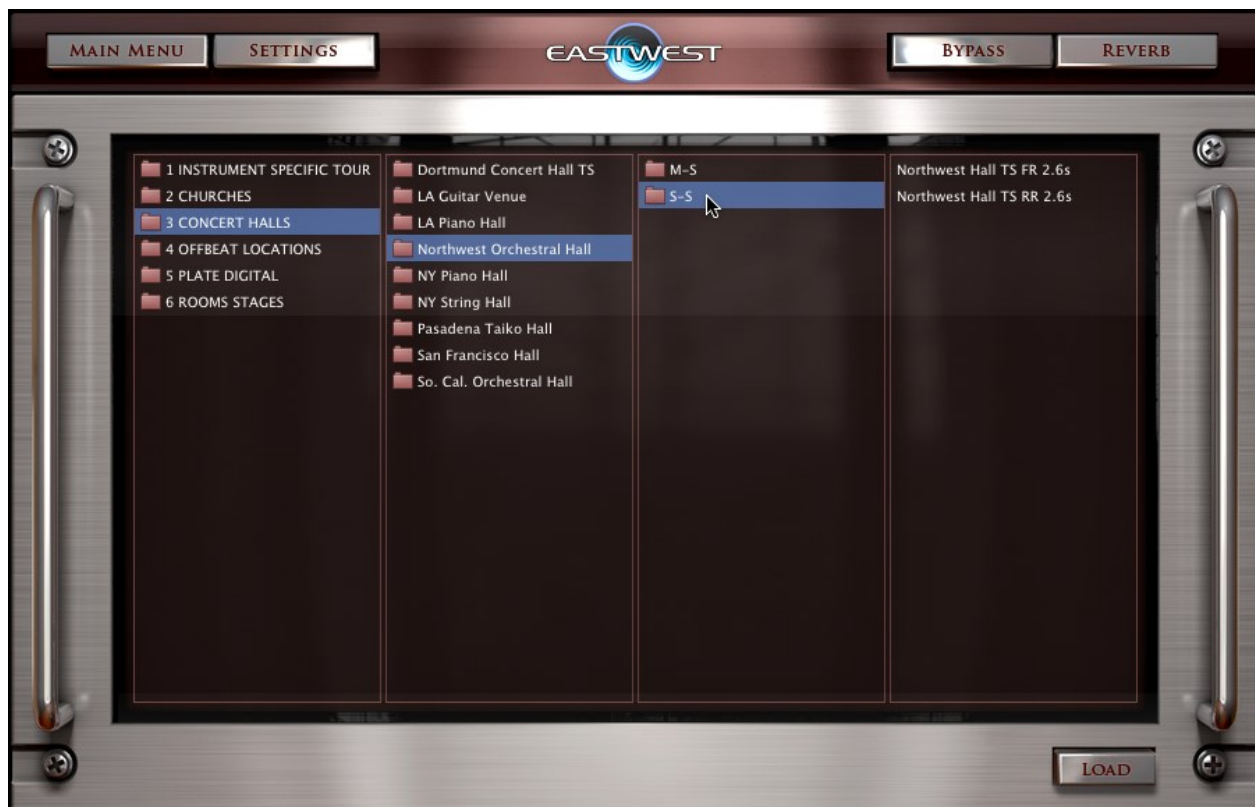 MAIN MENU
SETTINGS
EASTWEST
BYPASS
REVERB
1 INSTRUMENT SPECIFIC TOUR
2 CHURCHES
3 CONCERT HALLS
4 OFFBEAT LOCATIONS
5 PLATE DIGITAL
6 ROOMS STAGES
Dortmund Concert Hall TS
LA Guitar Venue
LA Piano Hall
Northwest Orchestral Hall
NY Piano Hall
NY String Hall
Pasadena Taiko Hall
San Francisco Hall
So. Cal. Orchestral Hall
M-S
S-S
Northwest Hall TS FR 2.6s
Northwest Hall TS RR 2.6s
LOAD